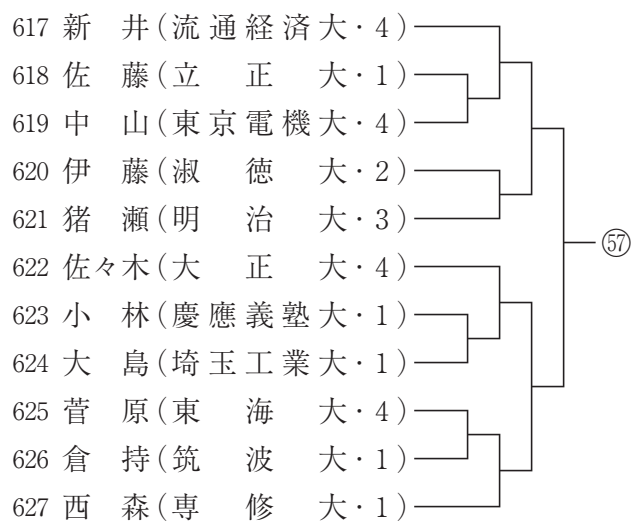 617 新 井(流通経済大・4)
618 佐 藤(立 正 大・1)
619 中 山(東京電機大・4)
620 伊 藤(淑 徳 大・2)
621 猪 瀬(明 治 大・3)
㊼
622 佐々木(大 正 大・4)
623 小 林(慶應義塾大・1)
624 大 島(埼玉工業大・1)
625 菅 原(東 海 大・4)
626 倉 持(筑 波 大・1)
627 西 森(専 修 大・1)